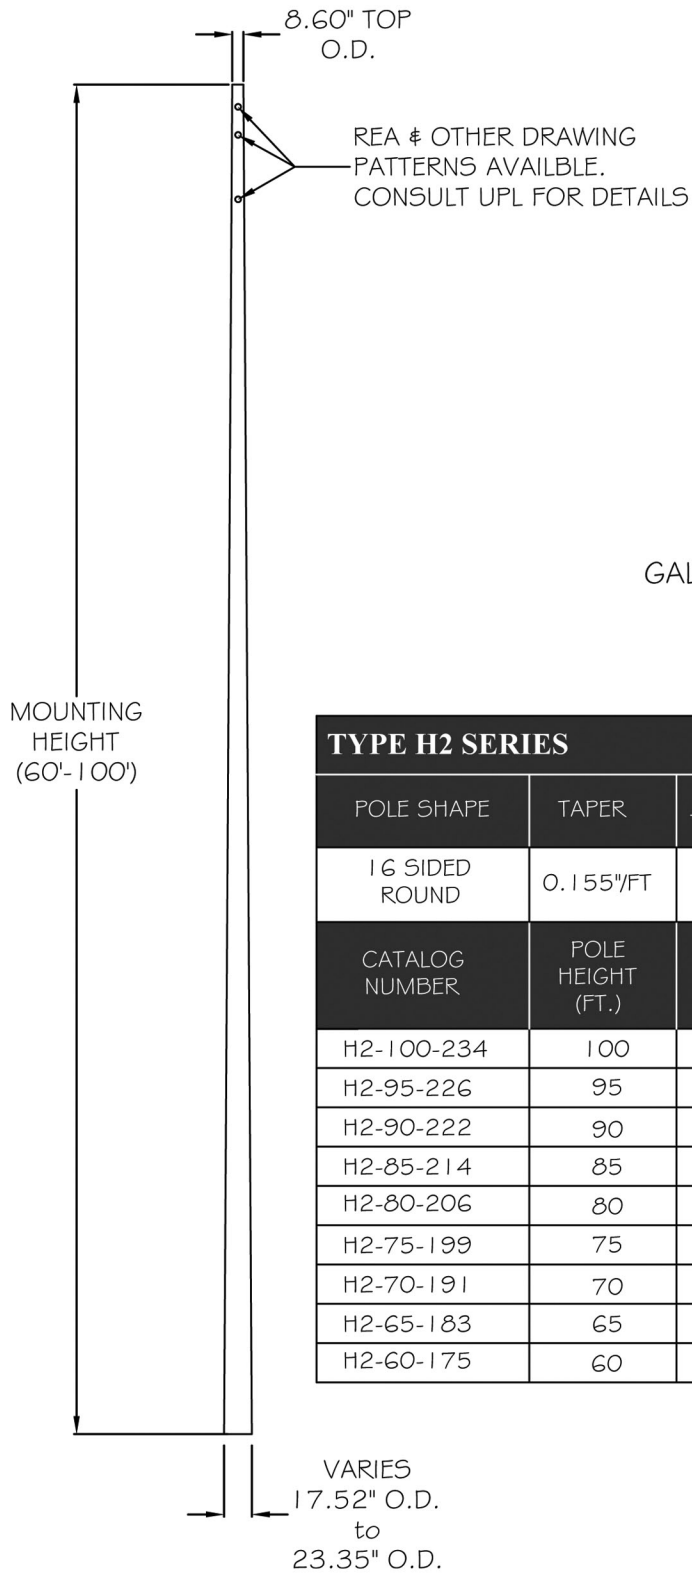 8.60" TOP
O.D.
REA & OTHER DRAWING
PATTERNS AVAILBLE.
CONSULT UPL FOR DETAILS
GAL
MOUNTING
HEIGHT
(60'-100')
TYPE H2 SERIES
POLE SHAPE TAPER
16 SIDED
ROUND
0.155"/FT
CATALOG
NUMBER
POLE
HEIGHT
(FT.)
H2-100-234 100
H2-95-226 95
H2-90-222 90
H2-85-214 85
H2-80-206 80
H2-75-199 75
H2-70-191 70
H2-65-183 65
H2-60-175 60
VARIES
17.52" O.D.
to
23.35" O.D.